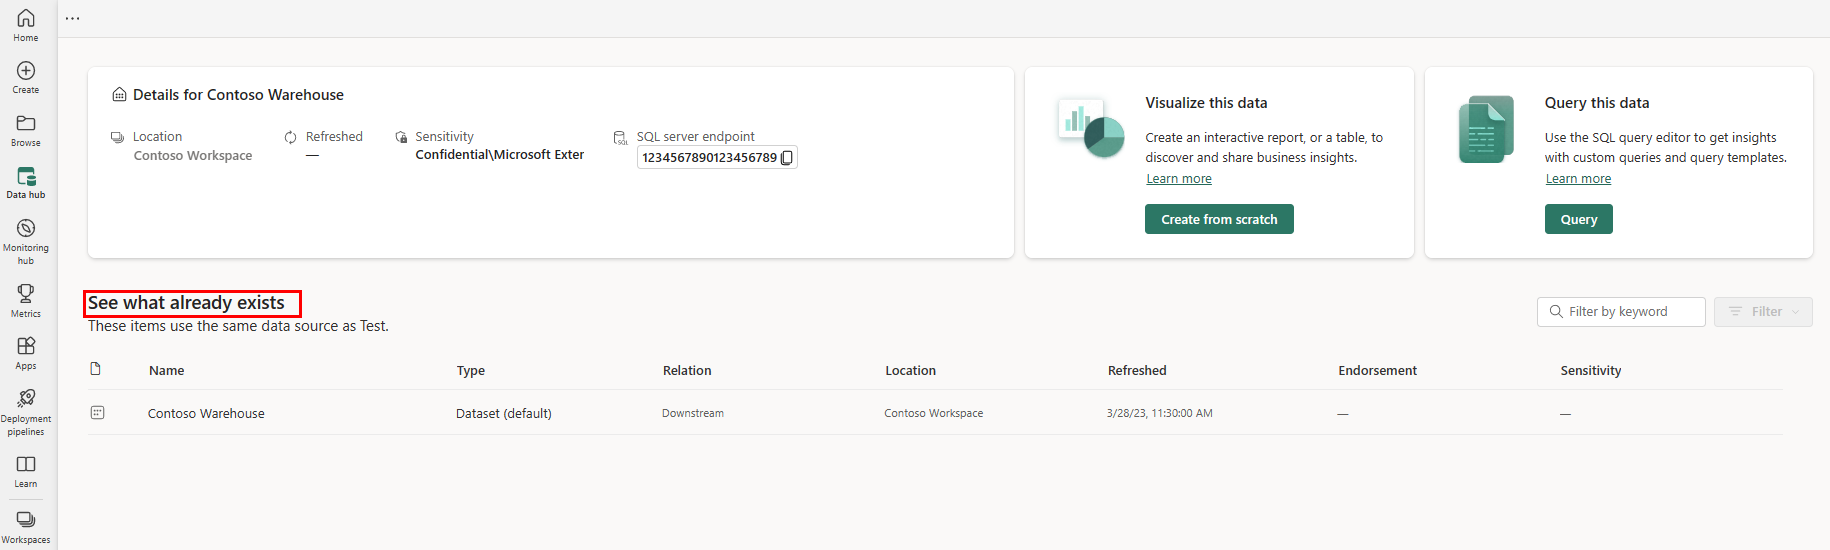 Home
Create
Browse
Data hub
Monitoring
hub
Metrics
Apps
Deployment
pipelines
Learn
Workspaces
...
Details for Contoso Warehouse
Location
Contoso Workspace
Refreshed
—
Sensitivity
Confidential\Microsoft Exter
SQL
SQL server endpoint
1234567890123456789
Visualize this data
Create an interactive report, or a table, to
discover and share business insights.
Learn more
Create from scratch
Query this data
Use the SQL query editor to get insights
with custom queries and query templates.
Learn more
Query
See what already exists
These items use the same data source as Test.
Filter by keyword
Filter
Name Type Relation Location Refreshed Endorsement Sensitivity
Contoso Warehouse Dataset (default) Downstream Contoso Workspace 3/28/23, 11:30:00 AM — —